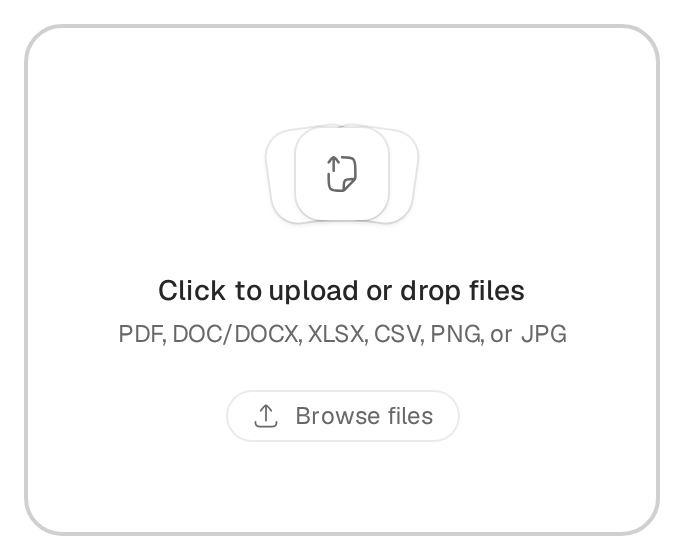 Click to upload or drop files
PDF, DOC/DOCX, XLSX, CSV, PNG, or JPG
Browse files